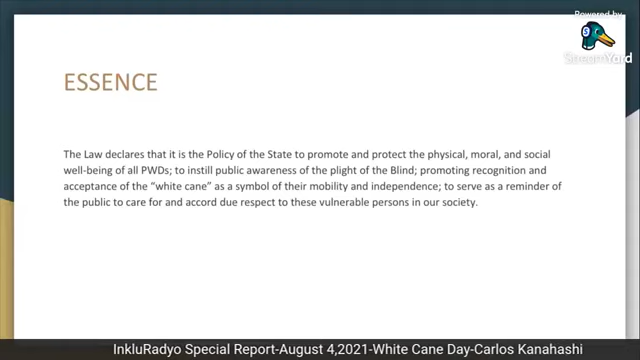 Powered by
StreamYard
ESSENCE
The Law declares that it is the Policy of the State to promote and protect the physical, moral, and social
well-being of all PWDs; to instill public awareness of the plight of the Blind; promoting recognition and
acceptance of the “white cane” as a symbol of their mobility and independence; to serve as a reminder of
the public to care for and accord due respect to these vulnerable persons in our society.
InkluRadyo Special Report-August 4,2021-White Cane Day-Carlos Kanahashi